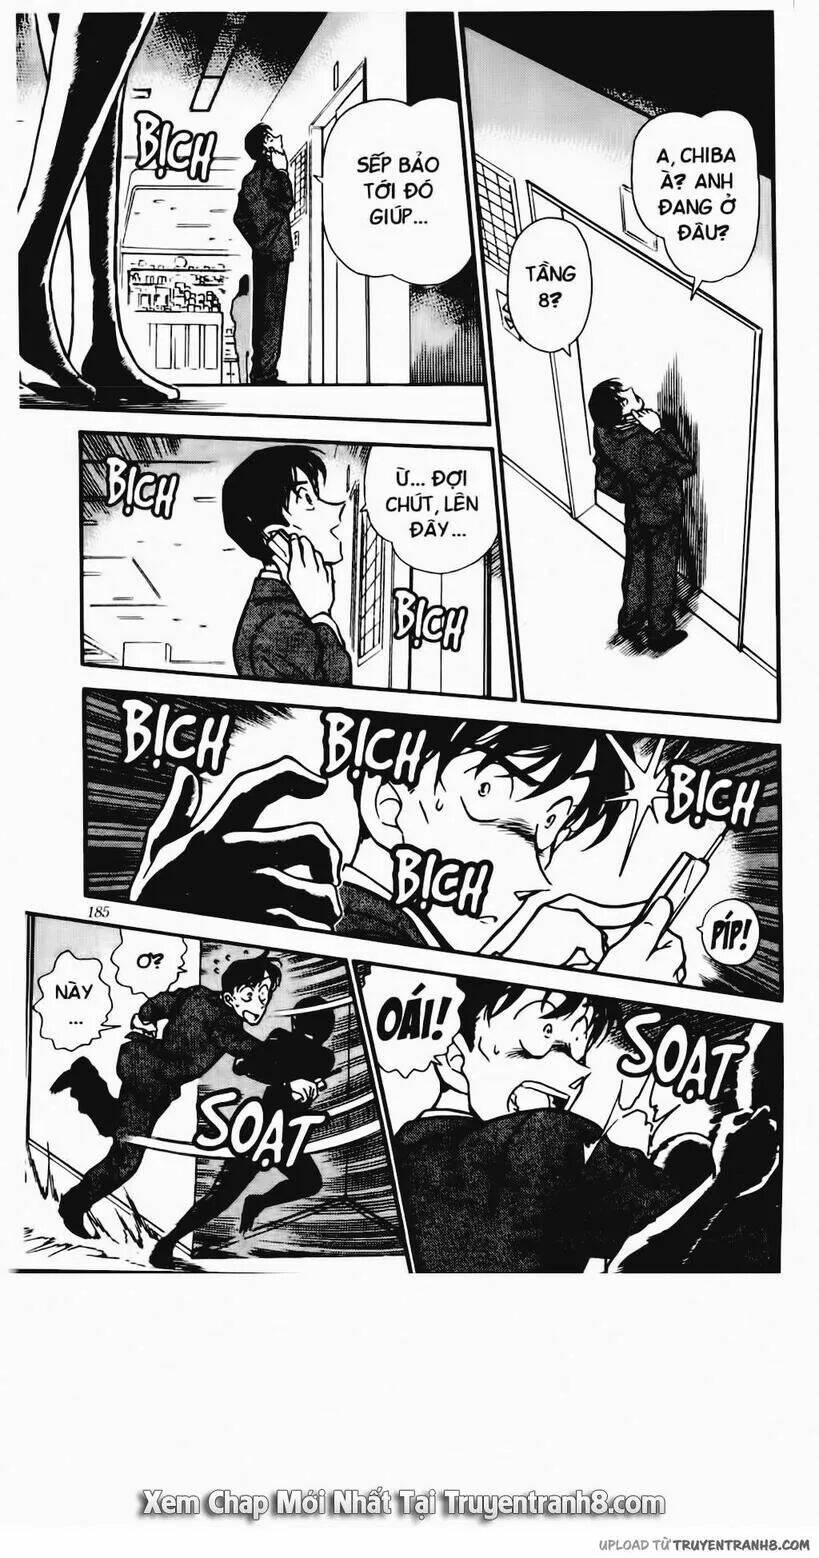 A, CHIBA
À? ANH
ĐANG Ở
ĐÂU?
TẦNG
8?
SẾP BẢO
TỚI ĐÓ
GIÚP...
BỊCH
Ừ... ĐỢI
CHÚT, LÊN
ĐÂY...
BỊCH
BỊCH
BỊCH
BỊCH
BỊCH
BỊCH
PÍP!
185
OÁI!
SOẠT
Ơ?
NÀY
...
SOẠT
Xem Chap Mới Nhất Tại Truyentranh8.com
UPLOAD TỪ TRUYENTRANH8.COM